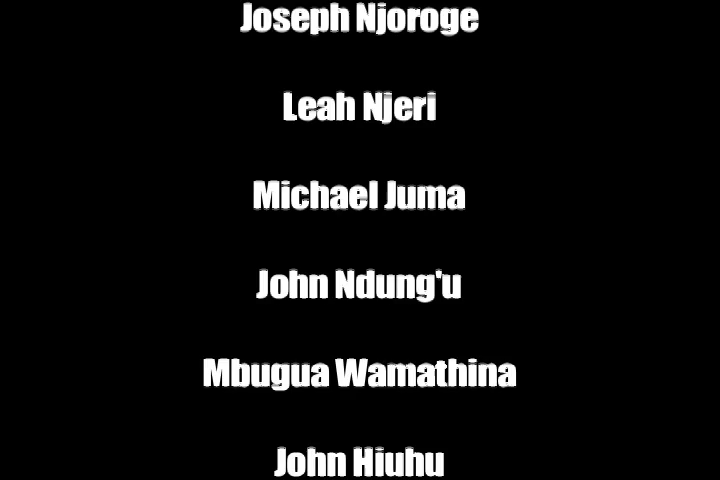 Joseph Njoroge
Leah Njeri
Michael Juma
John Ndung'u
Mbugua Wamathina
John Hiuhu